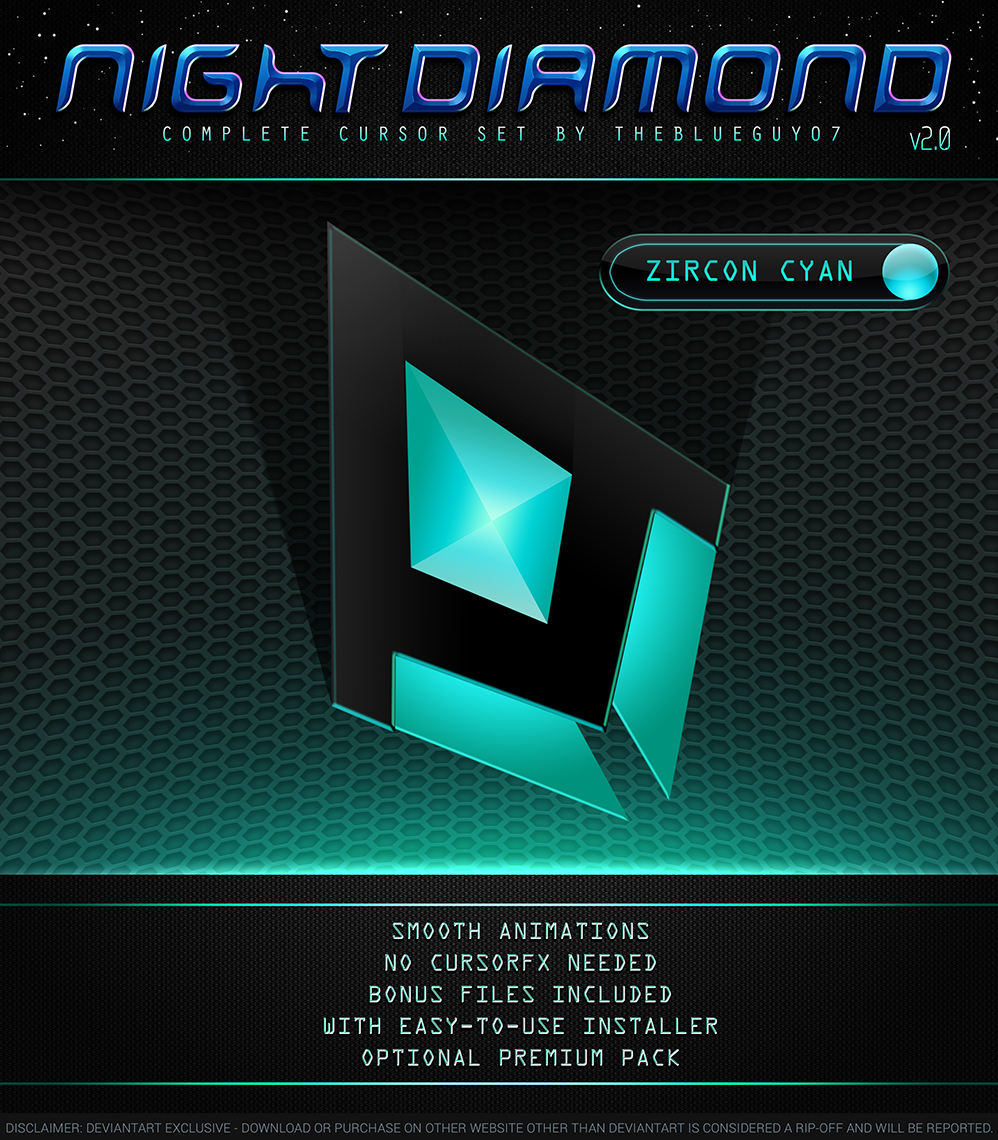 NIGHT DIAMOND
COMPLETE CURSOR SET BY THEBLUEGUY07
v2.0
ZIRCON CYAN
SMOOTH ANIMATIONS
NO CURSORFX NEEDED
BONUS FILES INCLUDED
WITH EASY-TO-USE INSTALLER
OPTIONAL PREMIUM PACK
DISCLAIMER: DEVIANTART EXCLUSIVE - DOWNLOAD OR PURCHASE ON OTHER WEBSITE OTHER THAN DEVIANTART IS CONSIDERED A RIP-OFF AND WILL BE REPORTED.